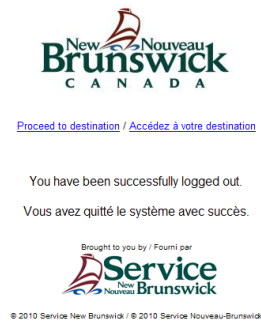 New Nouveau
Brunswick
CANADA
Proceed to destination / Accédez à votre destination
You have been successfully logged out.
Vous avez quitté le système avec succès.
Brought to you by / Fourni par
Service
New Nouveau Brunswick
© 2010 Service New Brunswick / © 2010 Service Nouveau-Brunswick